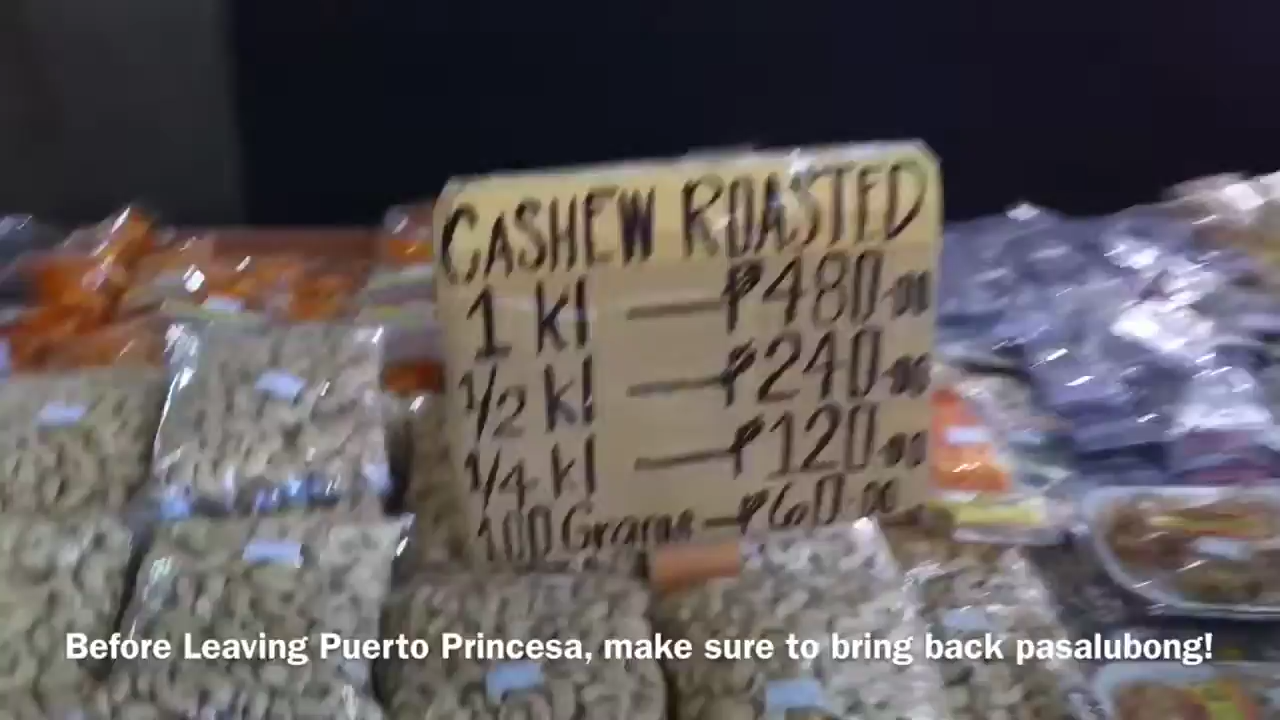 CASHEW ROASTED
1 kl — ₱480.00
1/2 kl — ₱240.00
1/4 kl — ₱120.00
100 Grams — ₱60.00
Before Leaving Puerto Princesa, make sure to bring back pasalubong!